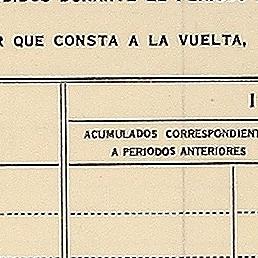 R QUE CONSTA A LA VUELTA,
ACUMULADOS CORRESPONDIENT
A PERIODOS ANTERIORES